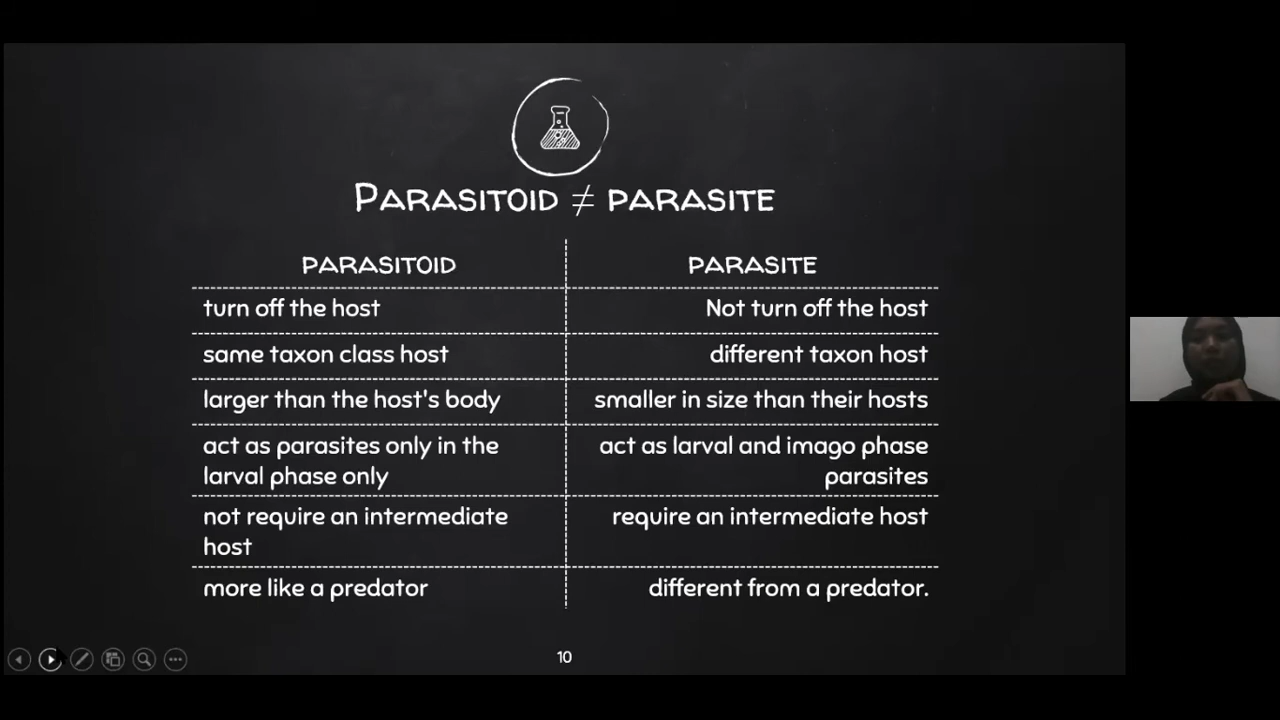 Parasitoid ≠ parasite
parasitoid
parasite
turn off the host
Not turn off the host
same taxon class host
different taxon host
larger than the host's body
smaller in size than their hosts
act as parasites only in the
larval phase only
act as larval and imago phase
parasites
not require an intermediate
host
require an intermediate host
more like a predator
different from a predator.
10